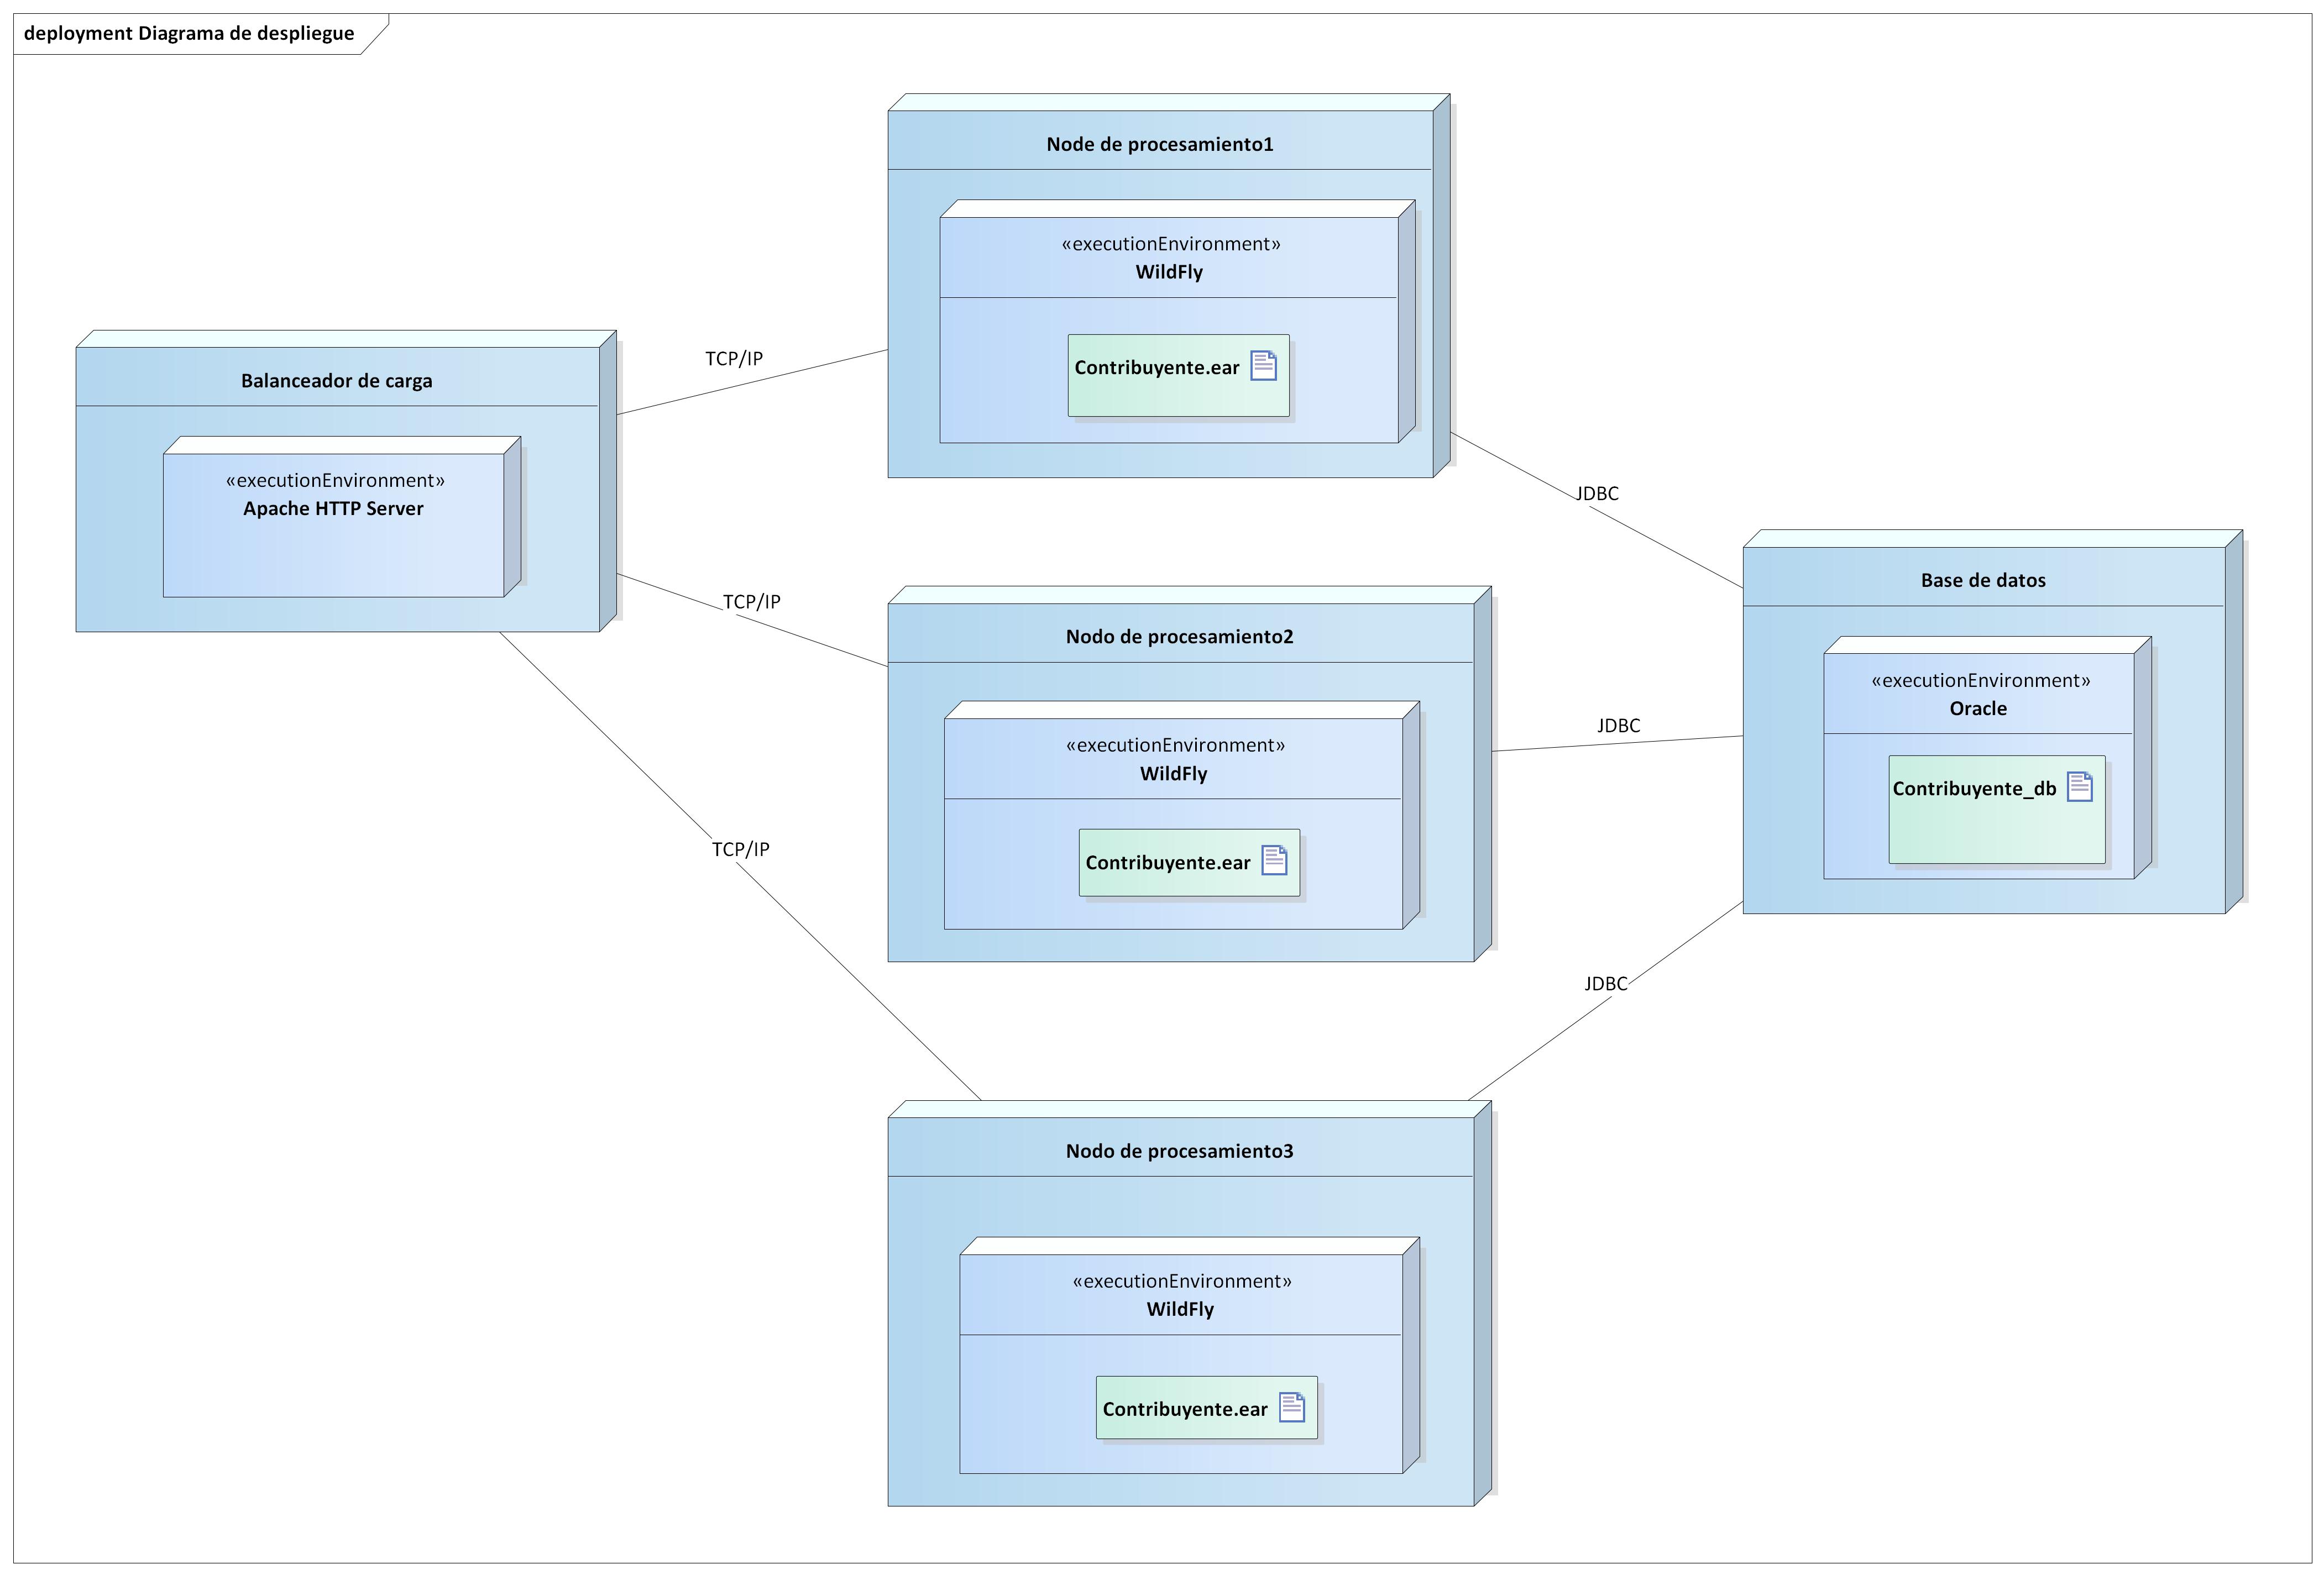 deployment Diagrama de despliegue
Node de procesamiento1
«executionEnvironment»
WildFly
Contribuyente.ear
Balanceador de carga
«executionEnvironment»
Apache HTTP Server
TCP/IP
TCP/IP
TCP/IP
Nodo de procesamiento2
«executionEnvironment»
WildFly
Contribuyente.ear
JDBC
JDBC
JDBC
Base de datos
«executionEnvironment»
Oracle
Contribuyente_db
Nodo de procesamiento3
«executionEnvironment»
WildFly
Contribuyente.ear